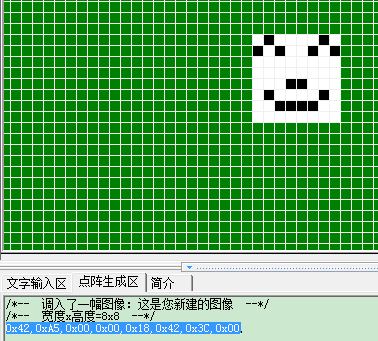 文字输入区 点阵生成区 简介
/*--  调入了一幅图像：这是您新建的图像  --*/
/*--  宽度x高度=8x8  --*/
0x42,0xA5,0x00,0x00,0x18,0x42,0x3C,0x00,